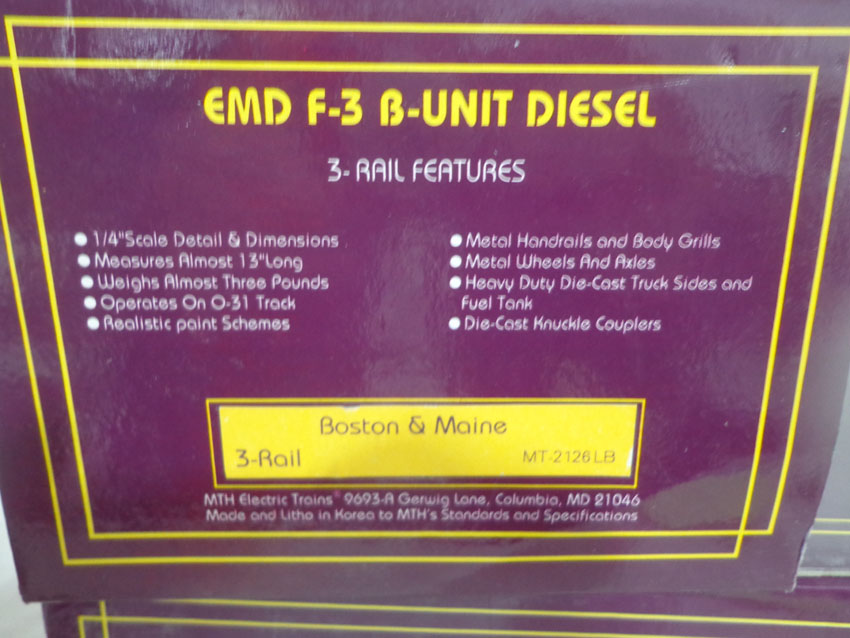 EMD F-3 B-UNIT DIESEL
3-RAIL FEATURES
● 1/4"Scale Detail & Dimensions
● Measures Almost 13"Long
● Weighs Almost Three Pounds
● Operates On O-31 Track
● Realistic paint Schemes
● Metal Handrails and Body Grills
● Metal Wheels And Axles
● Heavy Duty Die-Cast Truck Sides and
Fuel Tank
● Die-Cast Knuckle Couplers
Boston & Maine
3-Rail MT-2126LB
MTH Electric Trains® 9693-A Gerwig Lane, Columbia, MD 21046
Made and Litho in Korea to MTH's Standards and Specifications